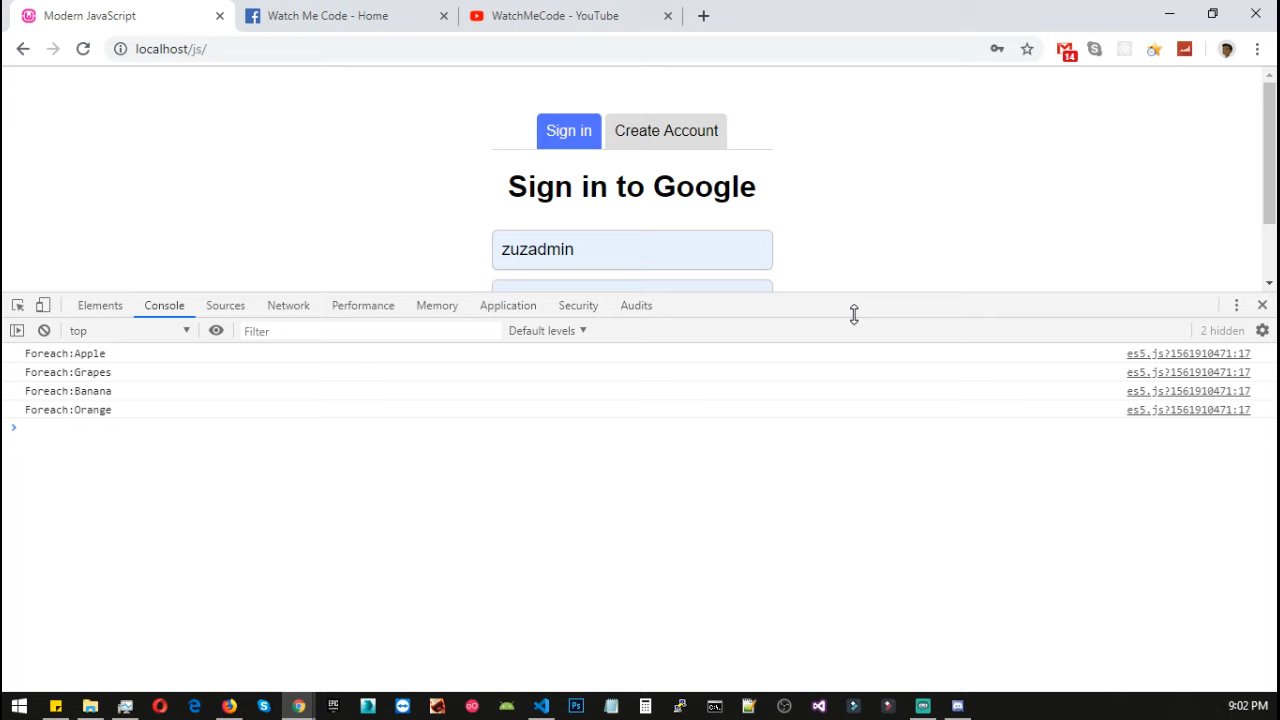 Modern JavaScript
Watch Me Code - Home
WatchMeCode - YouTube
localhost/js/
14
Sign in
Create Account
Sign in to Google
zuzadmin
Elements Console Sources Network Performance Memory Application Security Audits
top
Filter
Default levels
2 hidden
Foreach:Apple es5.js?1561910471:17
Foreach:Grapes es5.js?1561910471:17
Foreach:Banana es5.js?1561910471:17
Foreach:Orange es5.js?1561910471:17
9:02 PM